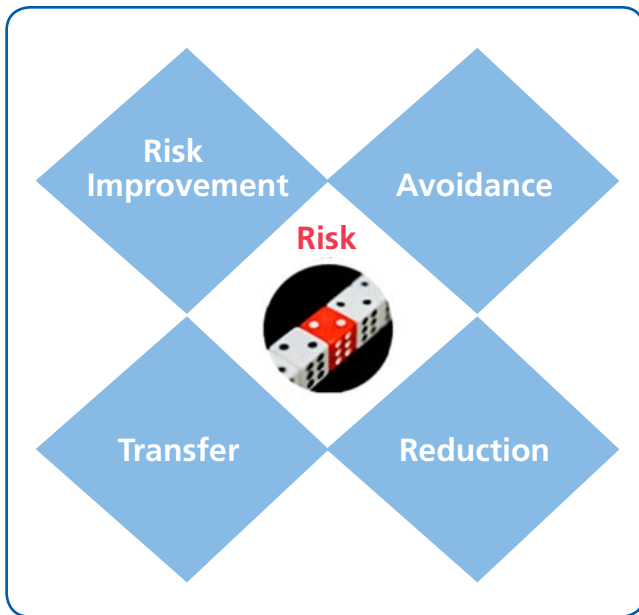 Risk
Improvement
Avoidance
Risk
Transfer
Reduction